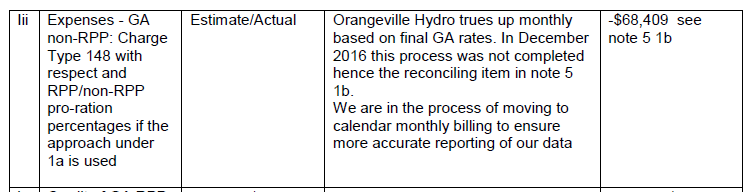 Iii
Expenses - GA
non-RPP: Charge
Type 148 with
respect and
RPP/non-RPP
pro-ration
percentages if the
approach under
1a is used
Estimate/Actual
Orangeville Hydro trues up monthly
based on final GA rates. In December
2016 this process was not completed
hence the reconciling item in note 5
1b.
We are in the process of moving to
calendar monthly billing to ensure
more accurate reporting of our data
-$68,409  see
note 5 1b